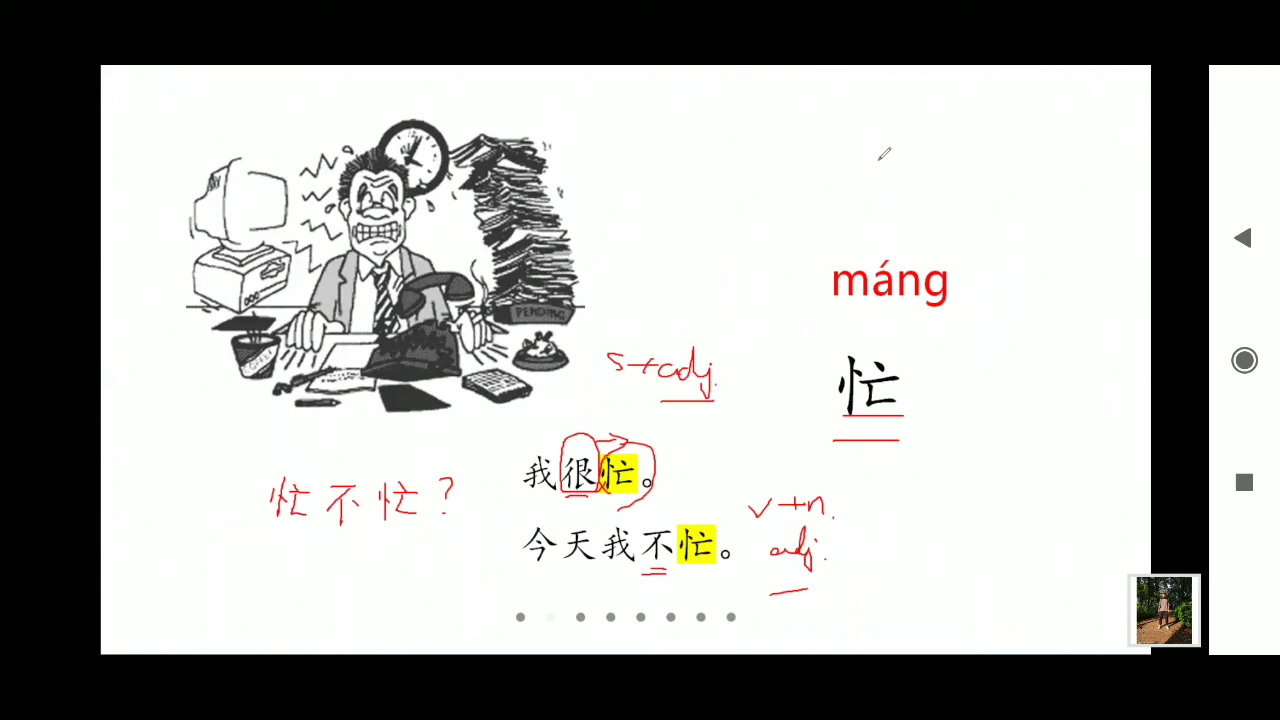 PENDING
máng
忙
s+adj.
我很忙。
忙不忙?
v+n.
今天我不忙。
adj.